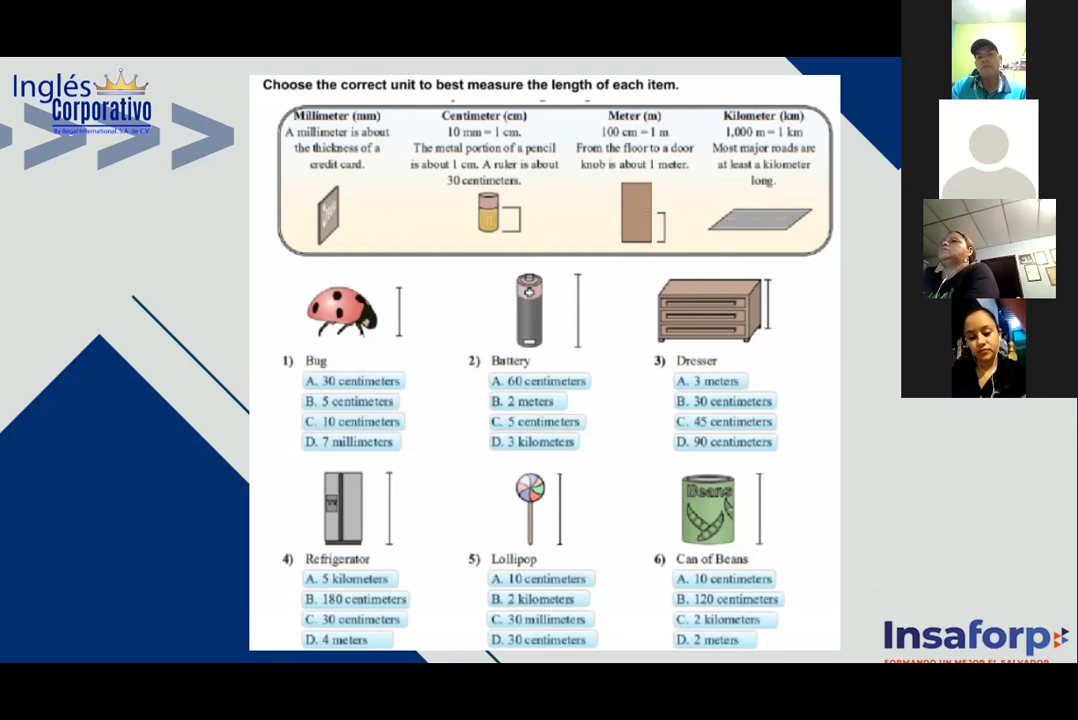 Inglés
Corporativo
By Regal International, S.A. de C.V.
Choose the correct unit to best measure the length of each item.
Millimeter (mm)
A millimeter is about
the thickness of a
credit card.
Centimeter (cm)
10 mm = 1 cm.
The metal portion of a pencil
is about 1 cm. A ruler is about
30 centimeters.
Meter (m)
100 cm = 1 m
From the floor to a door
knob is about 1 meter.
Kilometer (km)
1,000 m = 1 km
Most major roads are
at least a kilometer
long.
1) Bug
A. 30 centimeters
B. 5 centimeters
C. 10 centimeters
D. 7 millimeters
2) Battery
A. 60 centimeters
B. 2 meters
C. 5 centimeters
D. 3 kilometers
3) Dresser
A. 3 meters
B. 30 centimeters
C. 45 centimeters
D. 90 centimeters
4) Refrigerator
A. 5 kilometers
B. 180 centimeters
C. 30 centimeters
D. 4 meters
5) Lollipop
A. 10 centimeters
B. 2 kilometers
C. 30 millimeters
D. 30 centimeters
Beans
6) Can of Beans
A. 10 centimeters
B. 120 centimeters
C. 2 kilometers
D. 2 meters
Insaforp
FORMANDO UN MEJOR EL SALVADOR